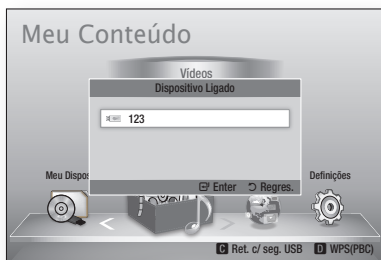 Meu Conteúdo
Vídeos
Dispositivo Ligado
123
Meu Dispos
Definições
Enter Regres.
C Ret. c/ seg. USB D WPS(PBC)